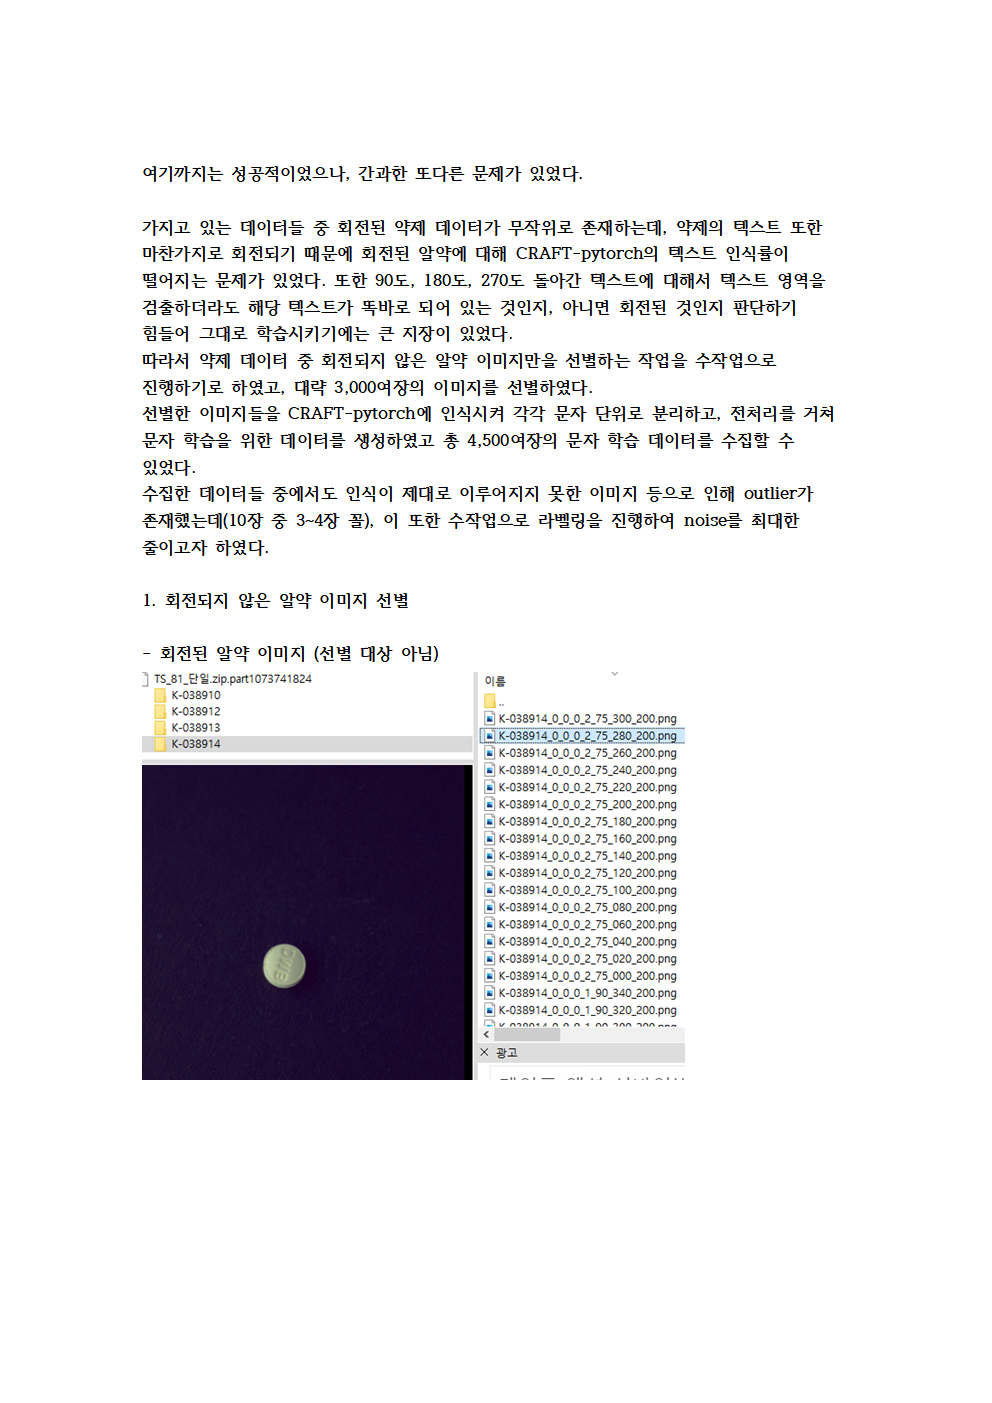 여기까지는 성공적이었으나, 간과한 또다른 문제가 있었다.
가지고 있는 데이터들 중 회전된 약제 데이터가 무작위로 존재하는데, 약제의 텍스트 또한
마찬가지로 회전되기 때문에 회전된 알약에 대해 CRAFT-pytorch의 텍스트 인식률이
떨어지는 문제가 있었다. 또한 90도, 180도, 270도 돌아간 텍스트에 대해서 텍스트 영역을
검출하더라도 해당 텍스트가 똑바로 되어 있는 것인지, 아니면 회전된 것인지 판단하기
힘들어 그대로 학습시키기에는 큰 지장이 있었다.
따라서 약제 데이터 중 회전되지 않은 알약 이미지만을 선별하는 작업을 수작업으로
진행하기로 하였고, 대략 3,000여장의 이미지를 선별하였다.
선별한 이미지들을 CRAFT-pytorch에 인식시켜 각각 문자 단위로 분리하고, 전처리를 거쳐
문자 학습을 위한 데이터를 생성하였고 총 4,500여장의 문자 학습 데이터를 수집할 수
있었다.
수집한 데이터들 중에서도 인식이 제대로 이루어지지 못한 이미지 등으로 인해 outlier가
존재했는데(10장 중 3~4장 꼴), 이 또한 수작업으로 라벨링을 진행하여 noise를 최대한
줄이고자 하였다.
1. 회전되지 않은 알약 이미지 선별
- 회전된 알약 이미지 (선별 대상 아님)
TS_81_단일.zip.part1073741824
K-038910
K-038912
K-038913
K-038914
이름
..
K-038914_0_0_0_2_75_300_200.png
K-038914_0_0_0_2_75_280_200.png
K-038914_0_0_0_2_75_260_200.png
K-038914_0_0_0_2_75_240_200.png
K-038914_0_0_0_2_75_220_200.png
K-038914_0_0_0_2_75_200_200.png
K-038914_0_0_0_2_75_180_200.png
K-038914_0_0_0_2_75_160_200.png
K-038914_0_0_0_2_75_140_200.png
K-038914_0_0_0_2_75_120_200.png
K-038914_0_0_0_2_75_100_200.png
K-038914_0_0_0_2_75_080_200.png
K-038914_0_0_0_2_75_060_200.png
K-038914_0_0_0_2_75_040_200.png
K-038914_0_0_0_2_75_020_200.png
K-038914_0_0_0_2_75_000_200.png
K-038914_0_0_0_1_90_340_200.png
K-038914_0_0_0_1_90_320_200.png
K-038914_0_0_0_1_90_300_200.png
광고